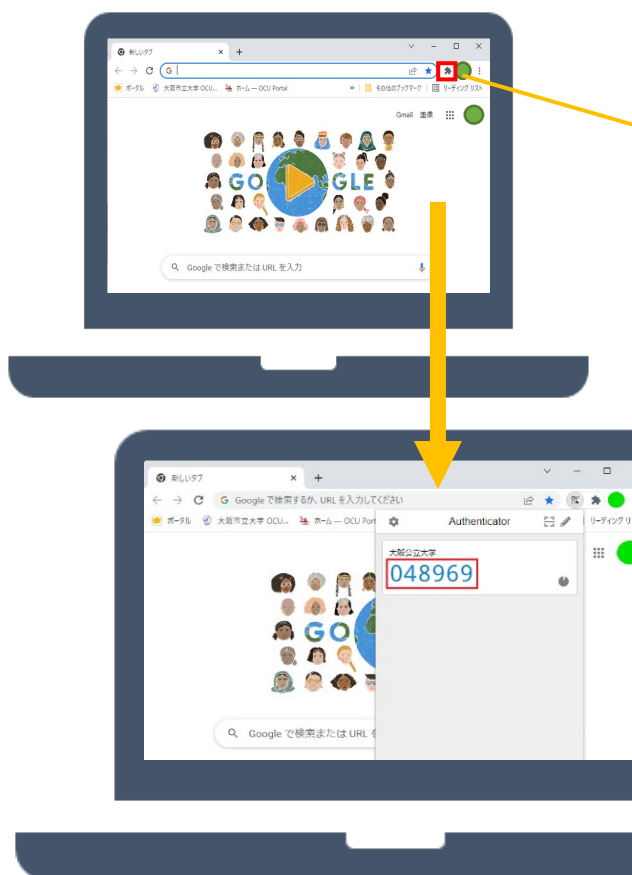 新しいタブ
G
ポータル 大阪市立大学 OCU... ホーム — OCU Portal » その他のブックマーク リーディング リスト
Gmail 画像
GO GLE
Google で検索または URL を入力
新しいタブ
G Google で検索するか、URL を入力してください
ポータル 大阪市立大学 OCU... ホーム — OCU Port リーディング リ
Authenticator
大阪公立大学
048969
GO
Google で検索または URL を